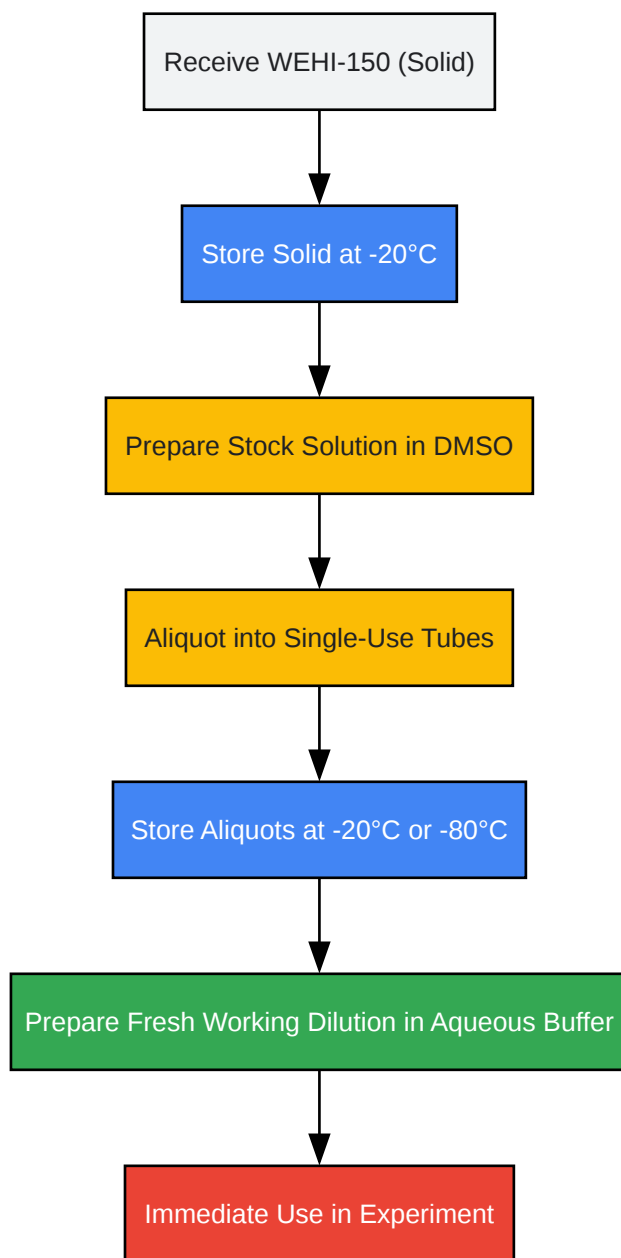 Receive WEHI-150 (Solid)
Store Solid at -20°C
Prepare Stock Solution in DMSO
Aliquot into Single-Use Tubes
Store Aliquots at -20°C or -80°C
Prepare Fresh Working Dilution in Aqueous Buffer
Immediate Use in Experiment